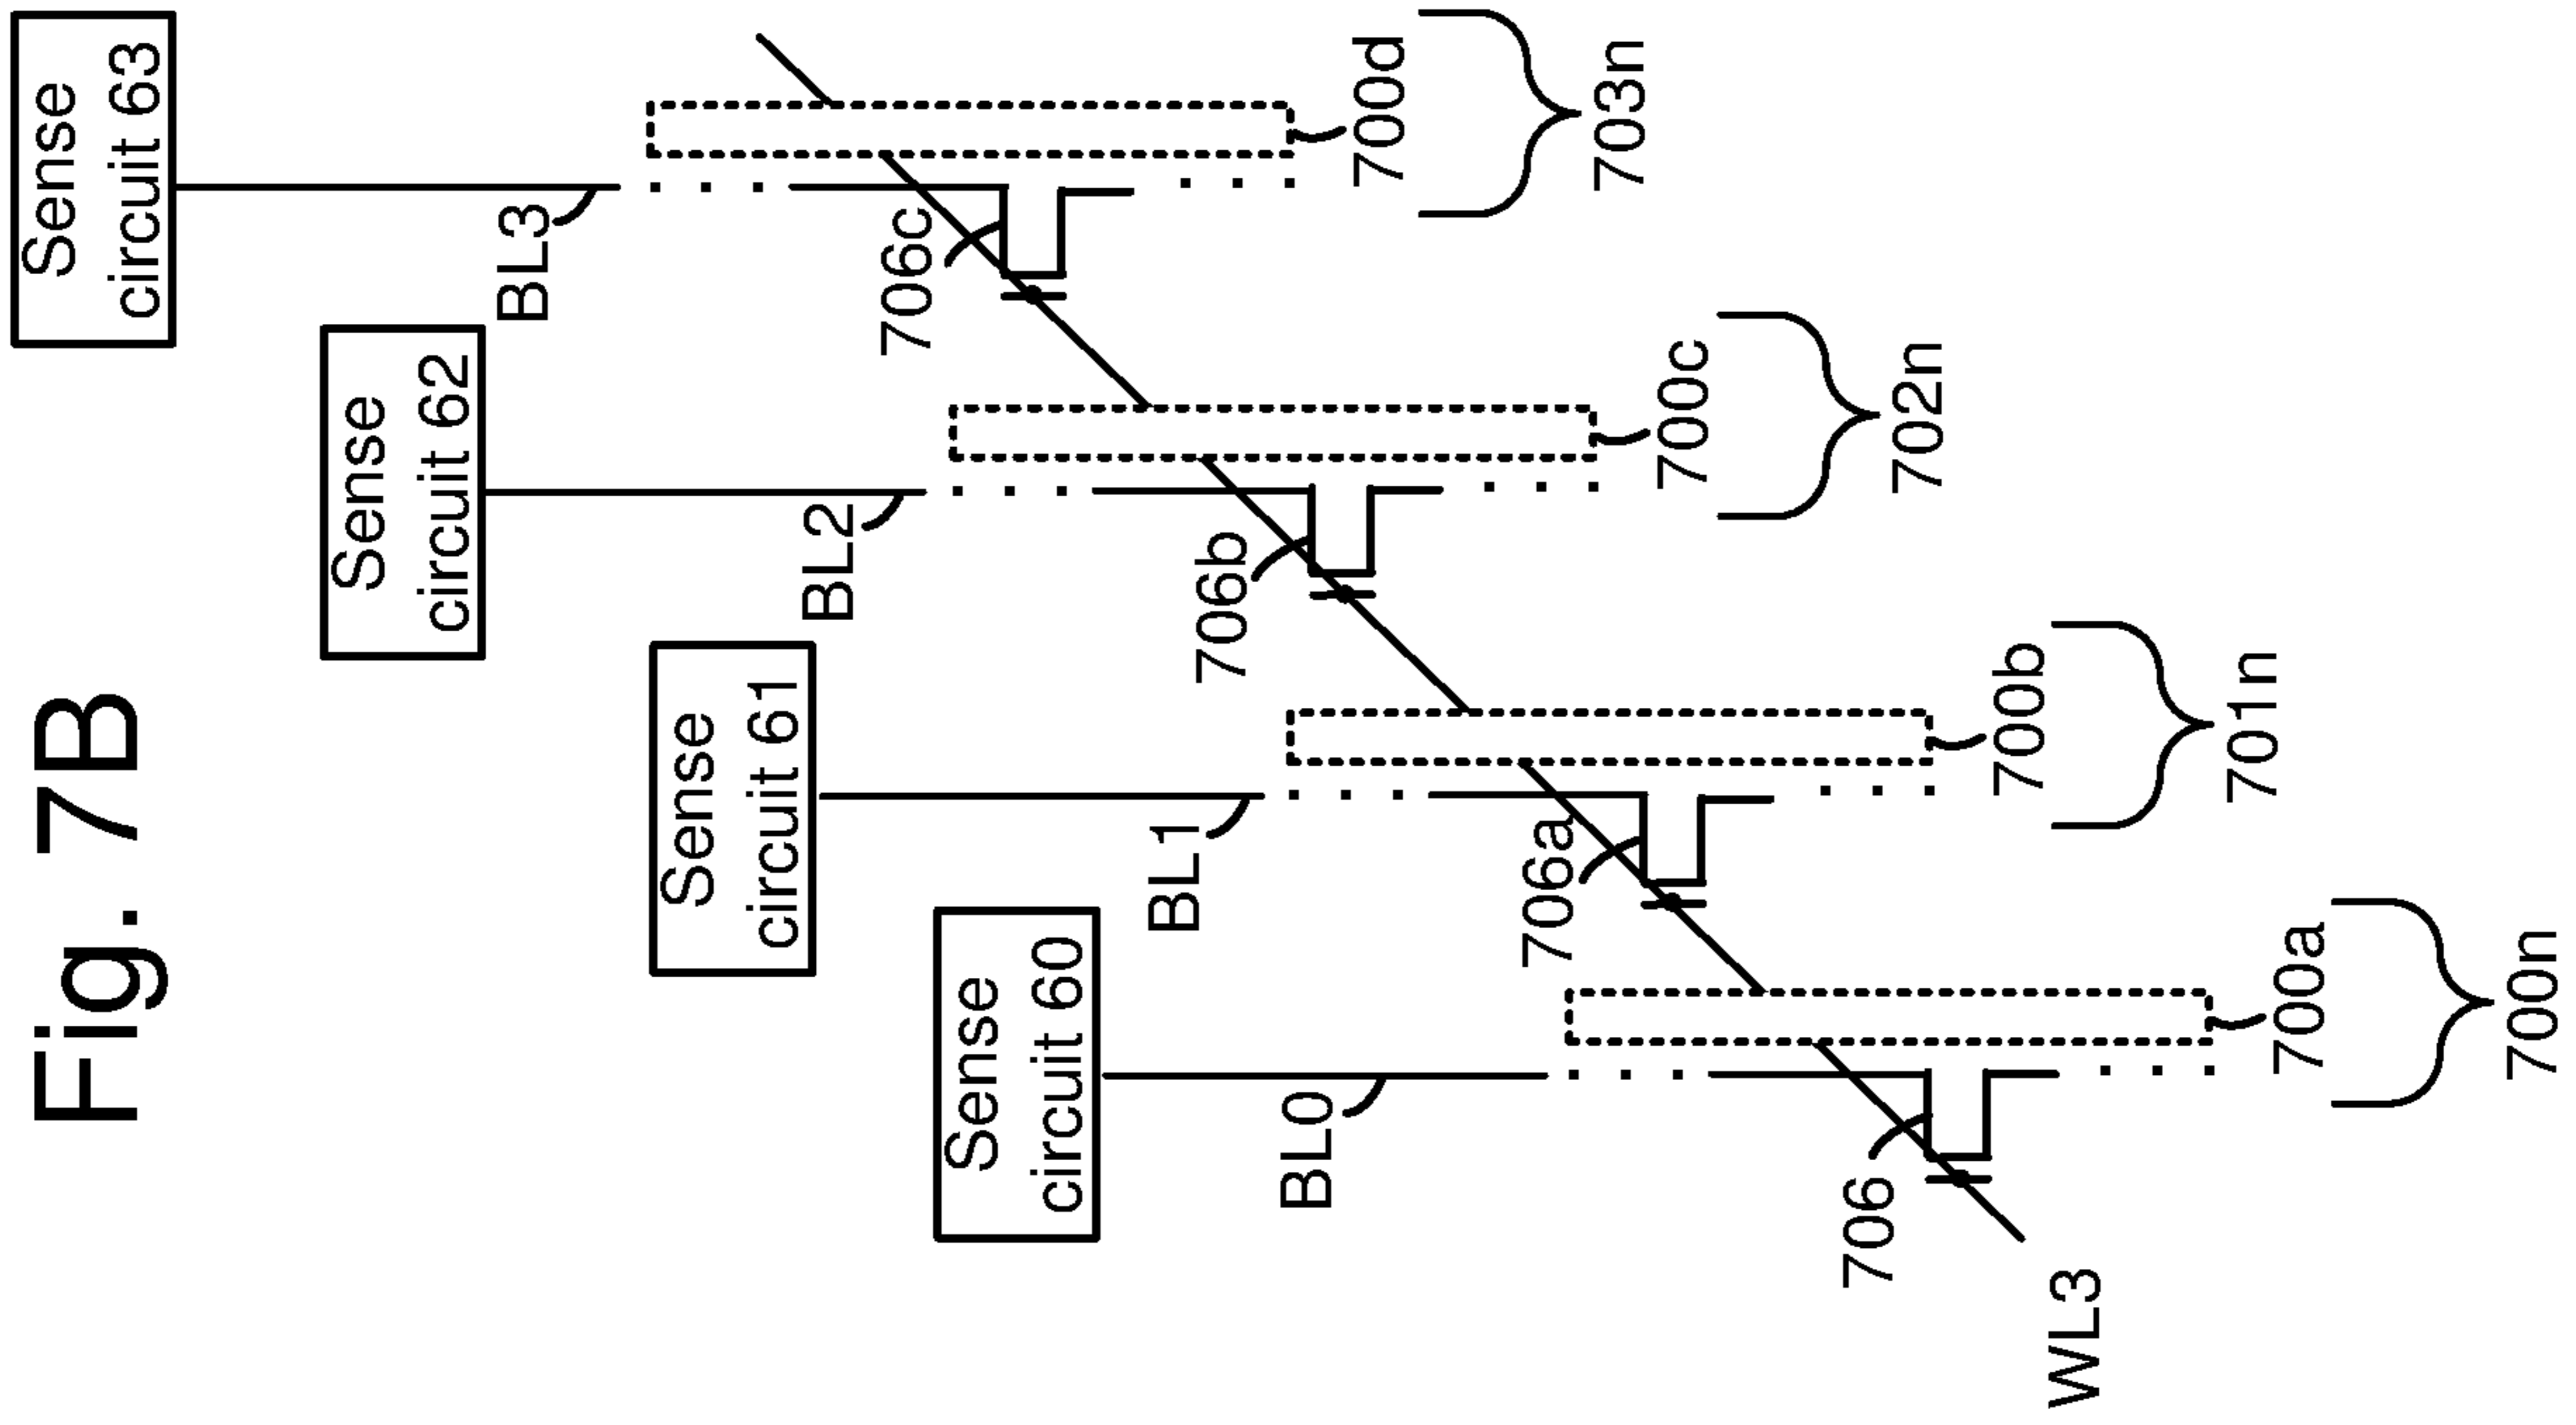 Fig. 7B
Sense
circuit 60
Sense
circuit 61
Sense
circuit 62
Sense
circuit 63
BL0
BL1
BL2
BL3
706
706a
706b
706c
WL3
700a
700b
700c
700d
700n
701n
702n
703n